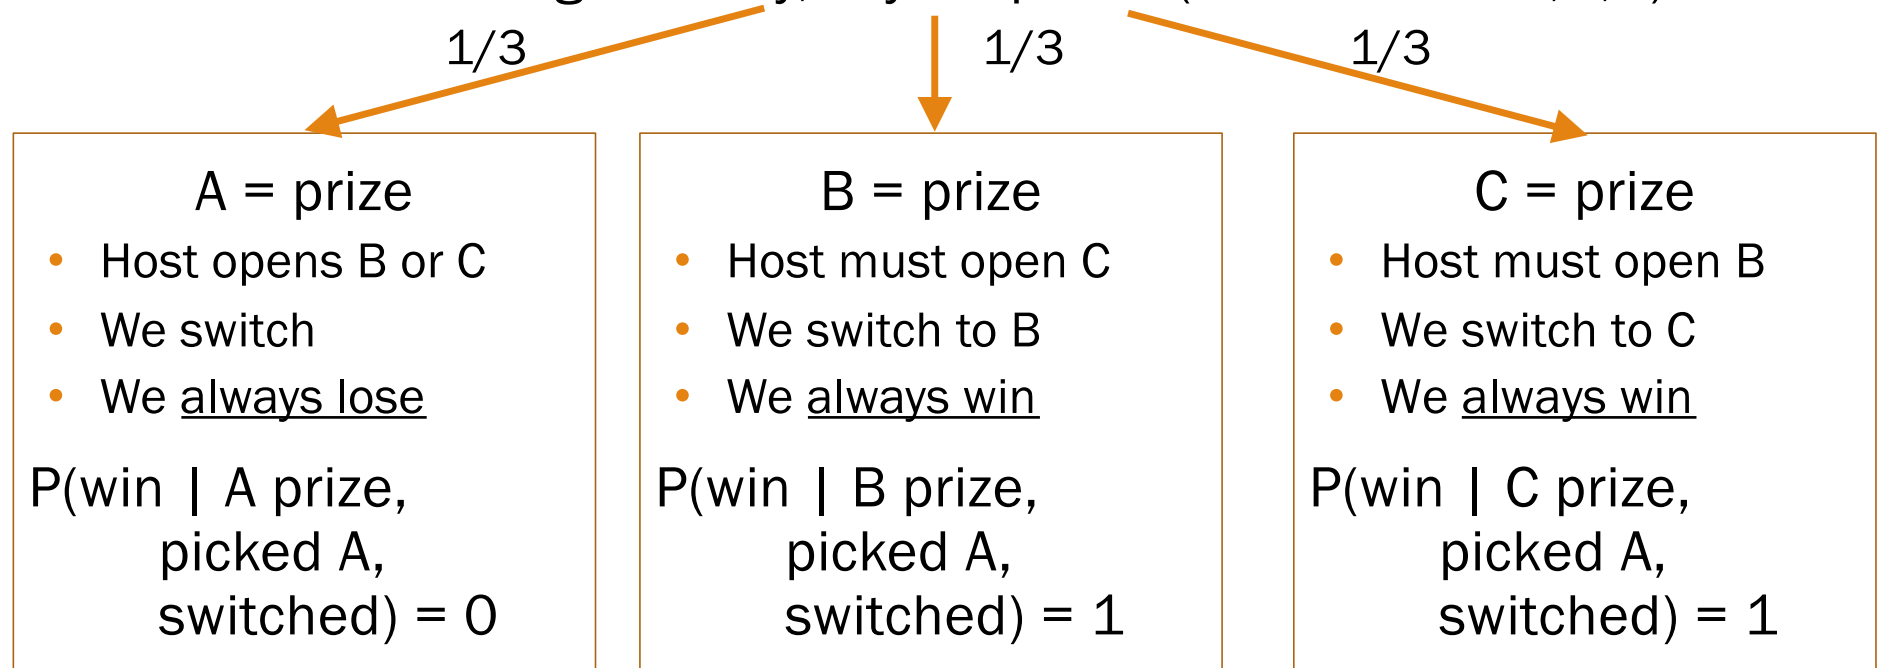 1/3
1/3
1/3
A = prize
• Host opens B or C
• We switch
• We always lose
P(win | A prize,
picked A,
switched) = 0
B = prize
• Host must open C
• We switch to B
• We always win
P(win | B prize,
picked A,
switched) = 1
C = prize
• Host must open B
• We switch to C
• We always win
P(win | C prize,
picked A,
switched) = 1